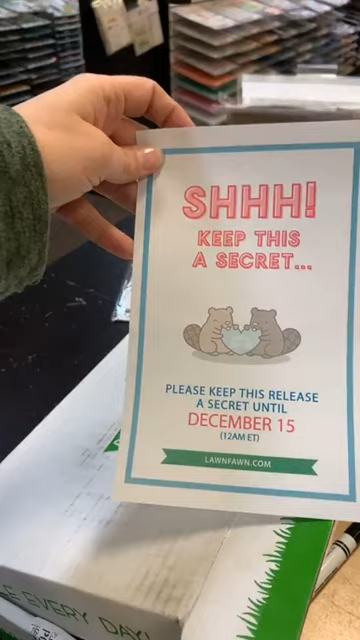 SHHH!
KEEP THIS
A SECRET...
PLEASE KEEP THIS RELEASE
A SECRET UNTIL
DECEMBER 15
(12AM ET)
LAWNFAWN.COM
EVERY DAY!